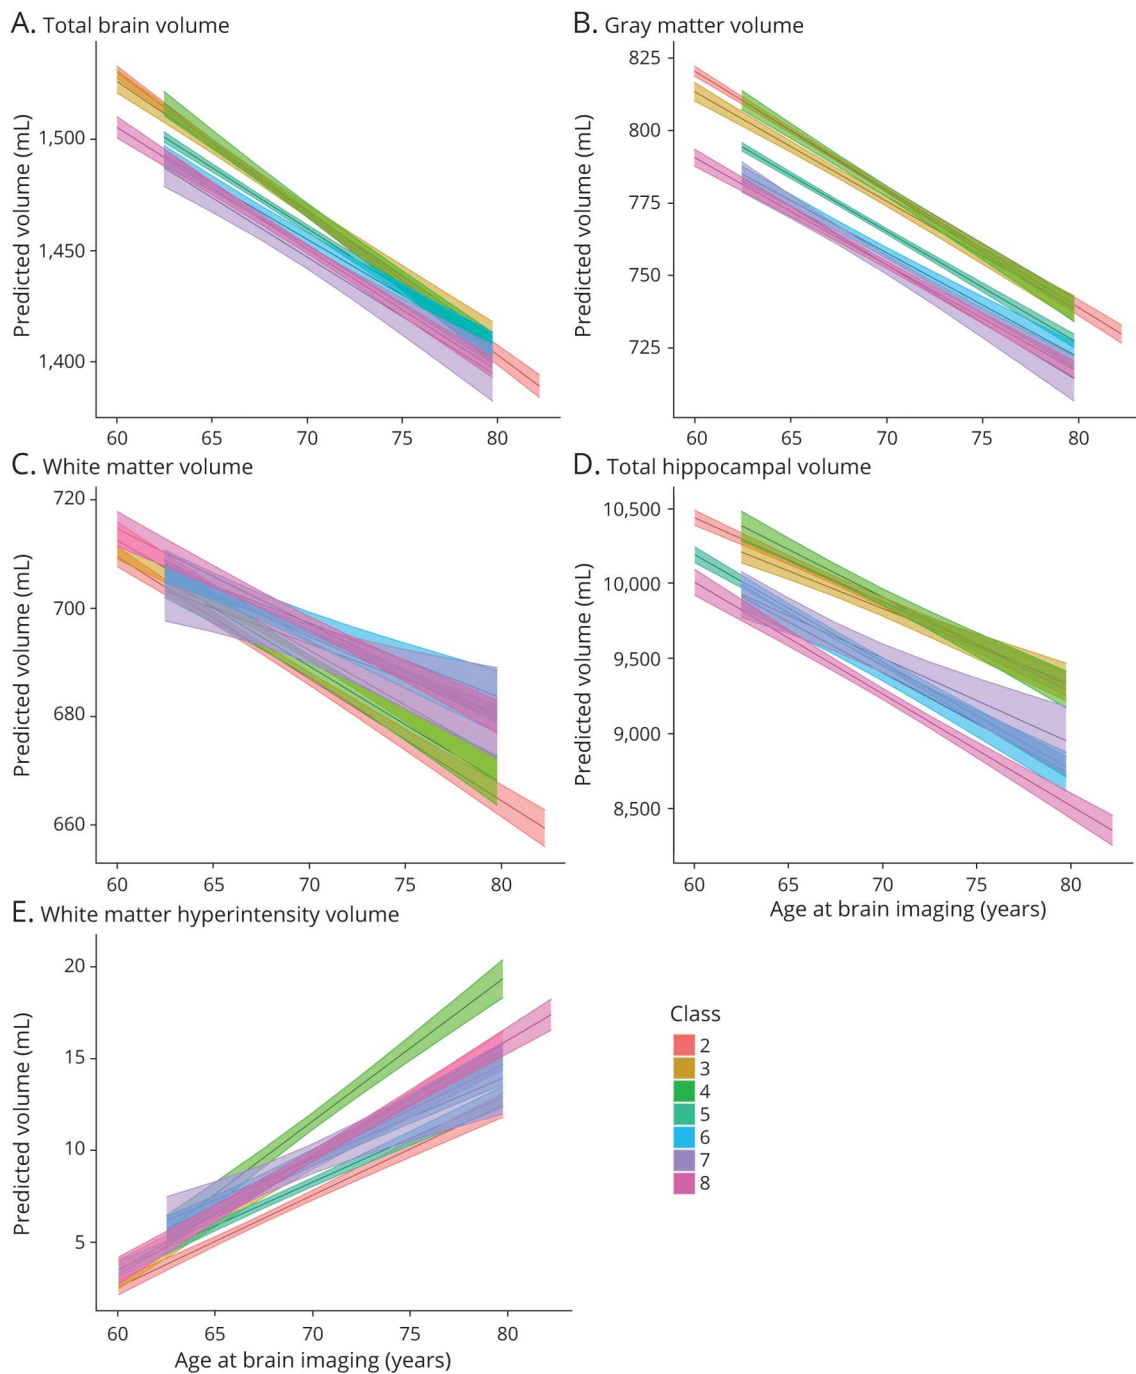 A. Total brain volume
Predicted volume (mL)
1,500
1,450
1,400
60 65 70 75 80
B. Gray matter volume
Predicted volume (mL)
825
800
775
750
725
60 65 70 75 80
C. White matter volume
Predicted volume (mL)
720
700
680
660
60 65 70 75 80
D. Total hippocampal volume
Predicted volume (mL)
10,500
10,000
9,500
9,000
8,500
60 65 70 75 80
Age at brain imaging (years)
E. White matter hyperintensity volume
Predicted volume (mL)
20
15
10
5
60 65 70 75 80
Age at brain imaging (years)
Class
2
3
4
5
6
7
8